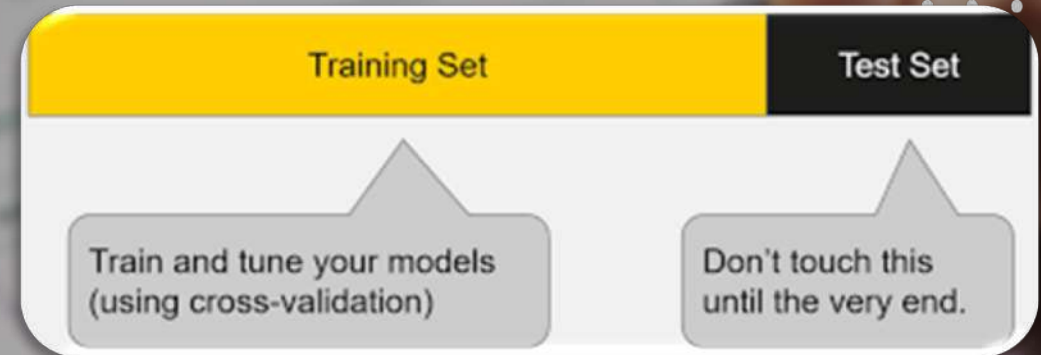 Training Set
Test Set
Train and tune your models
(using cross-validation)
Don't touch this
until the very end.